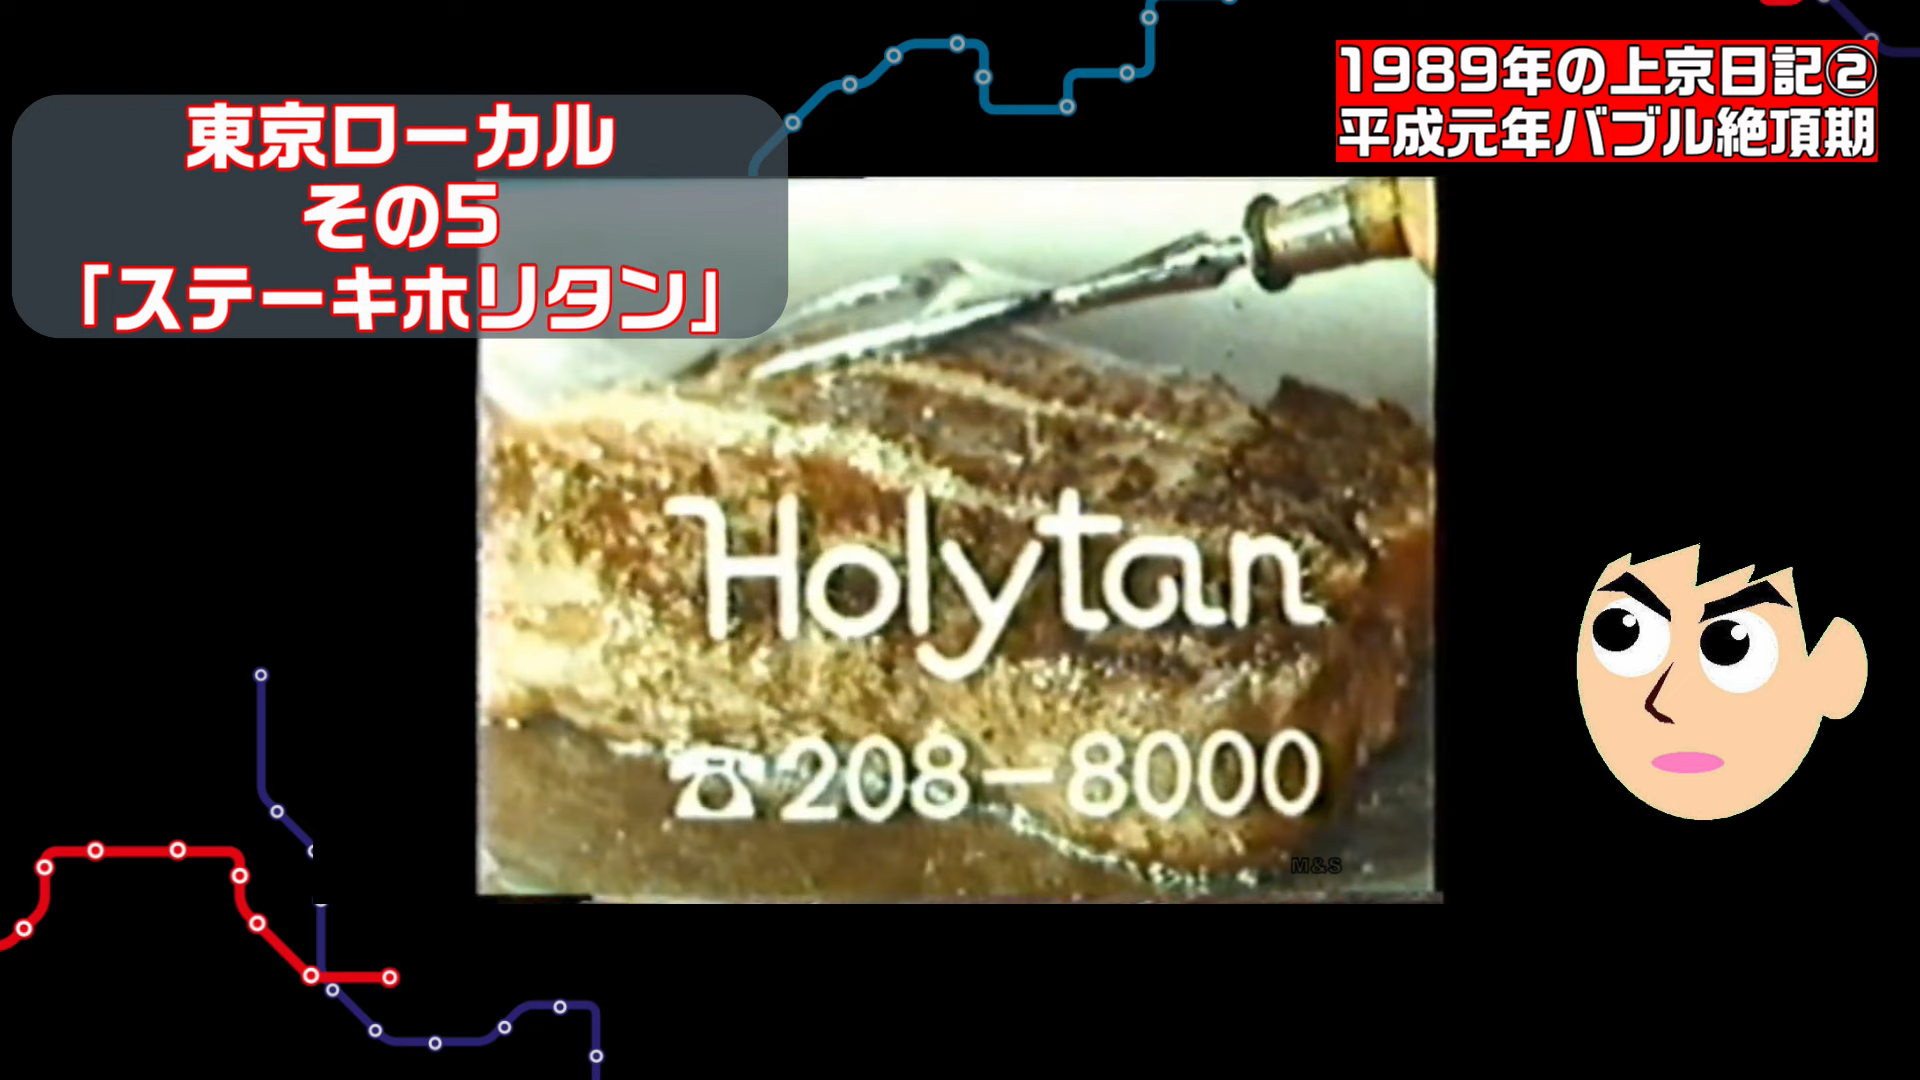 1989年の上京日記②
平成元年バブル絶頂期
東京ローカル
その5
「ステーキホリタン」
Holytan
☎208-8000
M&S